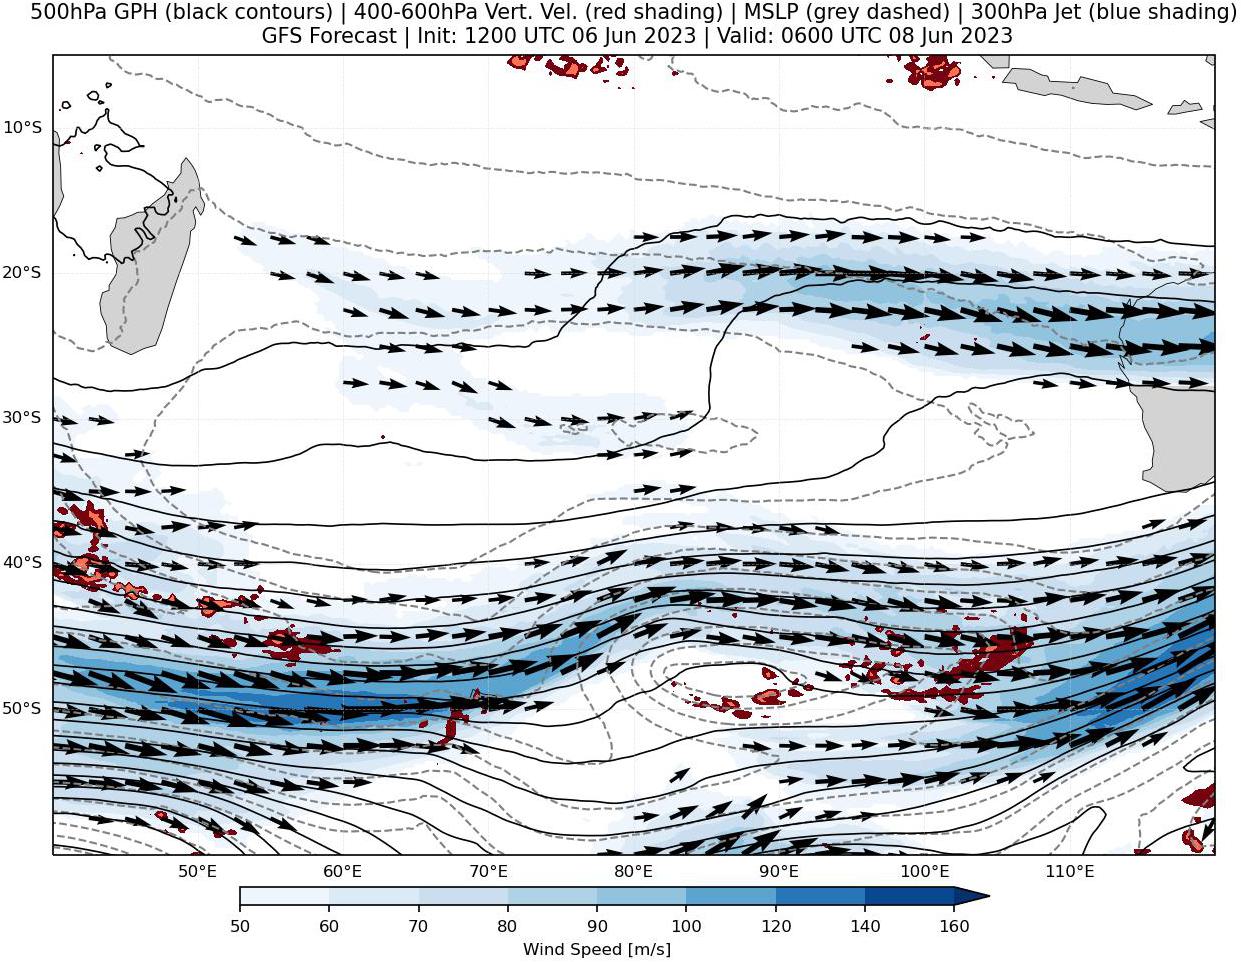 500hPa GPH (black contours) | 400-600hPa Vert. Vel. (red shading) | MSLP (grey dashed) | 300hPa Jet (blue shading)
GFS Forecast | Init: 1200 UTC 06 Jun 2023 | Valid: 0600 UTC 08 Jun 2023
10°S
20°S
30°S
40°S
50°S
50°E 60°E 70°E 80°E 90°E 100°E 110°E
50 60 70 80 90 100 120 140 160
Wind Speed [m/s]